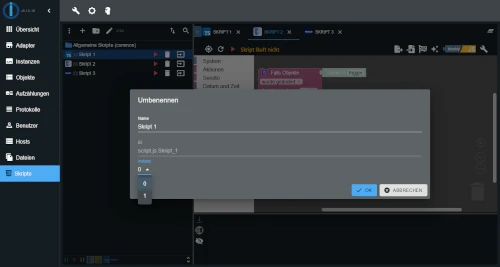 Übersicht
Adapter
Instanzen
Objekte
Aufzählungen
Protokolle
Benutzer
Hosts
Dateien
Skripte
Allgemeine Skripte (common)
Skript 1
Skript 2
Skript 3
SKRIPT 1
SKRIPT 2
SKRIPT 3
Skript läuft nicht
System
Aktionen
Sendto
Datum und Zeit
Falls Objekte
Umbenennen
Name
Skript 1
ID
script.js.Skript_1
0
0
1
OK
ABBRECHEN